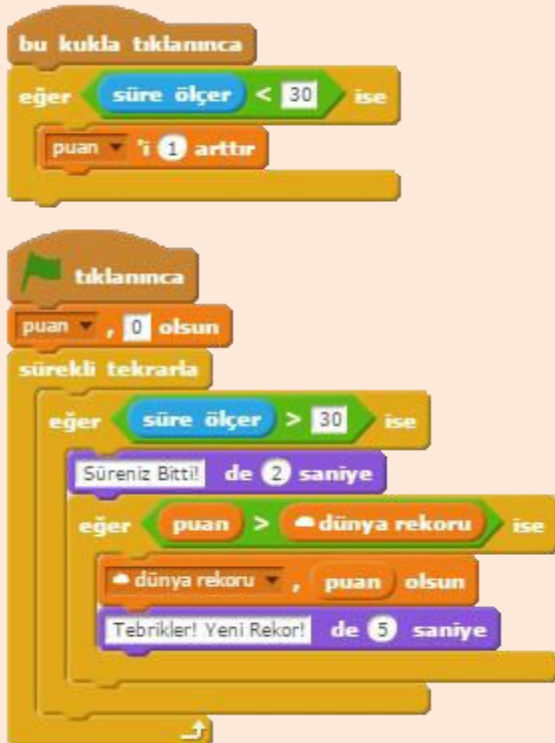 bu kukla tıklanınca
eğer süre ölçer < 30 ise
puan 'i 1 arttır
tıklanınca
puan , 0 olsun
sürekli tekrarla
eğer süre ölçer > 30 ise
Süreniz Bitti! de 2 saniye
eğer puan > dünya rekoru ise
dünya rekoru , puan olsun
Tebrikler! Yeni Rekor! de 5 saniye